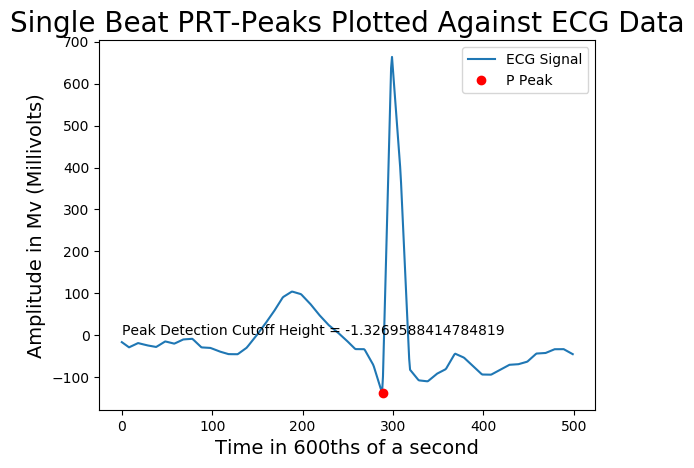 Single Beat PRT-Peaks Plotted Against ECG Data
700
600
500
400
300
200
100
0
−100
Amplitude in Mv (Millivolts)
ECG Signal
P Peak
Peak Detection Cutoff Height = -1.3269588414784819
0 100 200 300 400 500
Time in 600ths of a second